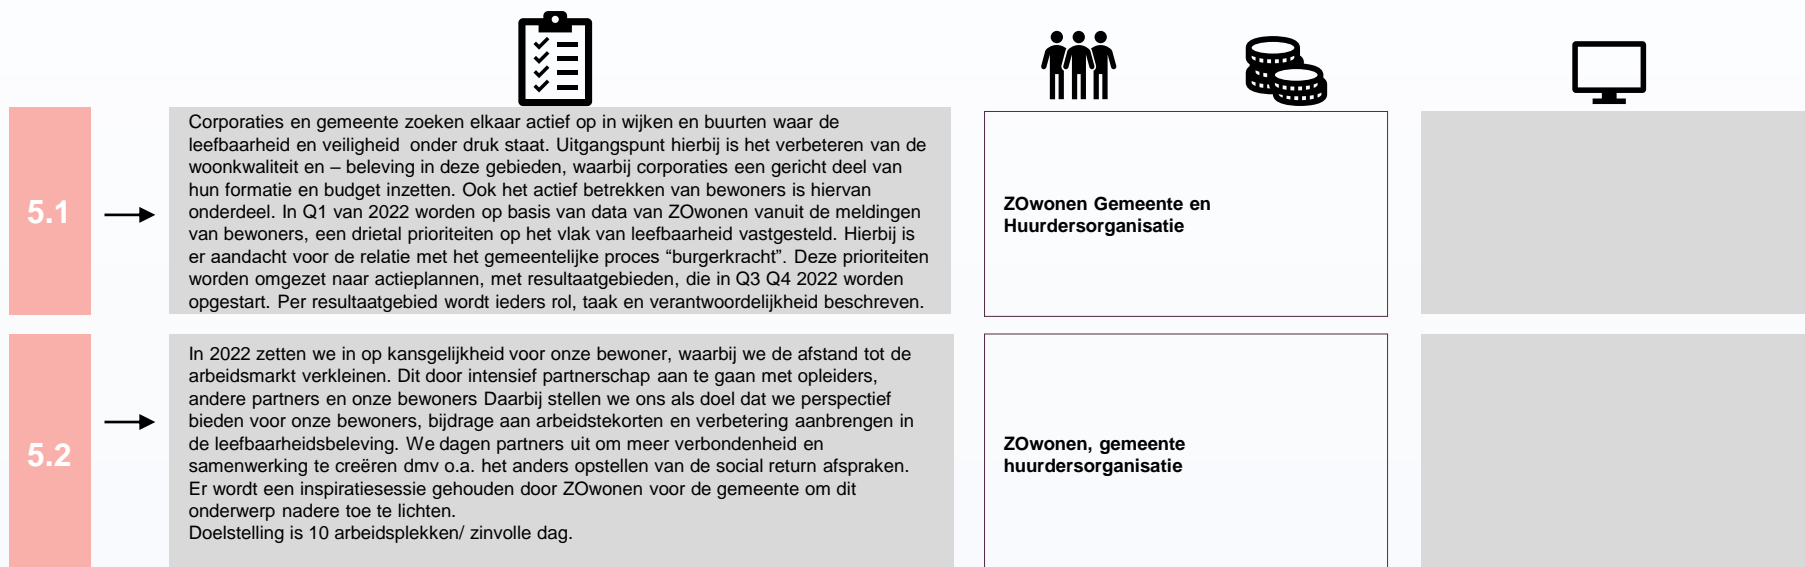 5.1
Corporaties en gemeente zoeken elkaar actief op in wijken en buurten waar de
leefbaarheid en veiligheid onder druk staat. Uitgangspunt hierbij is het verbeteren van de
woonkwaliteit en – beleving in deze gebieden, waarbij corporaties een gericht deel van
hun formatie en budget inzetten. Ook het actief betrekken van bewoners is hiervan
onderdeel. In Q1 van 2022 worden op basis van data van ZOwonen vanuit de meldingen
van bewoners, een drietal prioriteiten op het vlak van leefbaarheid vastgesteld. Hierbij is
er aandacht voor de relatie met het gemeentelijke proces “burgerkracht”. Deze prioriteiten
worden omgezet naar actieplannen, met resultaatgebieden, die in Q3 Q4 2022 worden
opgestart. Per resultaatgebied wordt ieders rol, taak en verantwoordelijkheid beschreven.
ZOwonen Gemeente en
Huurdersorganisatie
5.2
In 2022 zetten we in op kansgelijkheid voor onze bewoner, waarbij we de afstand tot de
arbeidsmarkt verkleinen. Dit door intensief partnerschap aan te gaan met opleiders,
andere partners en onze bewoners Daarbij stellen we ons als doel dat we perspectief
bieden voor onze bewoners, bijdrage aan arbeidstekorten en verbetering aanbrengen in
de leefbaarheidsbeleving. We dagen partners uit om meer verbondenheid en
samenwerking te creëren dmv o.a. het anders opstellen van de social return afspraken.
Er wordt een inspiratiesessie gehouden door ZOwonen voor de gemeente om dit
onderwerp nadere toe te lichten.
Doelstelling is 10 arbeidsplekken/ zinvolle dag.
ZOwonen, gemeente
huurdersorganisatie